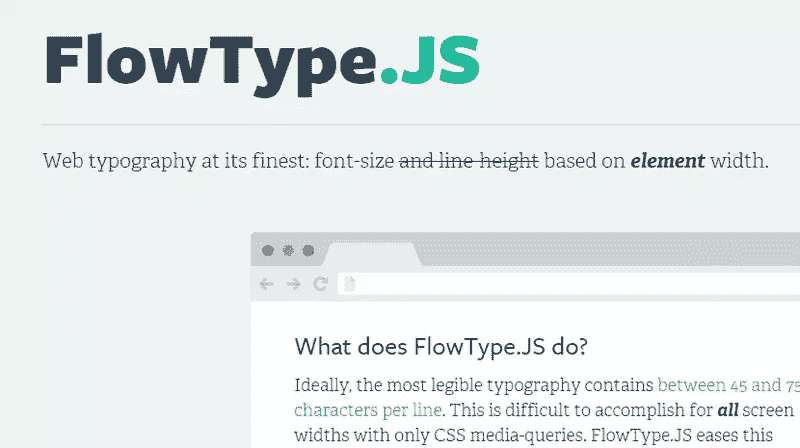 FlowType.JS
Web typography at its finest: font-size and line height based on element width.
What does FlowType.JS do?
Ideally, the most legible typography contains between 45 and 75
characters per line. This is difficult to accomplish for all screen
widths with only CSS media-queries. FlowType.JS eases this